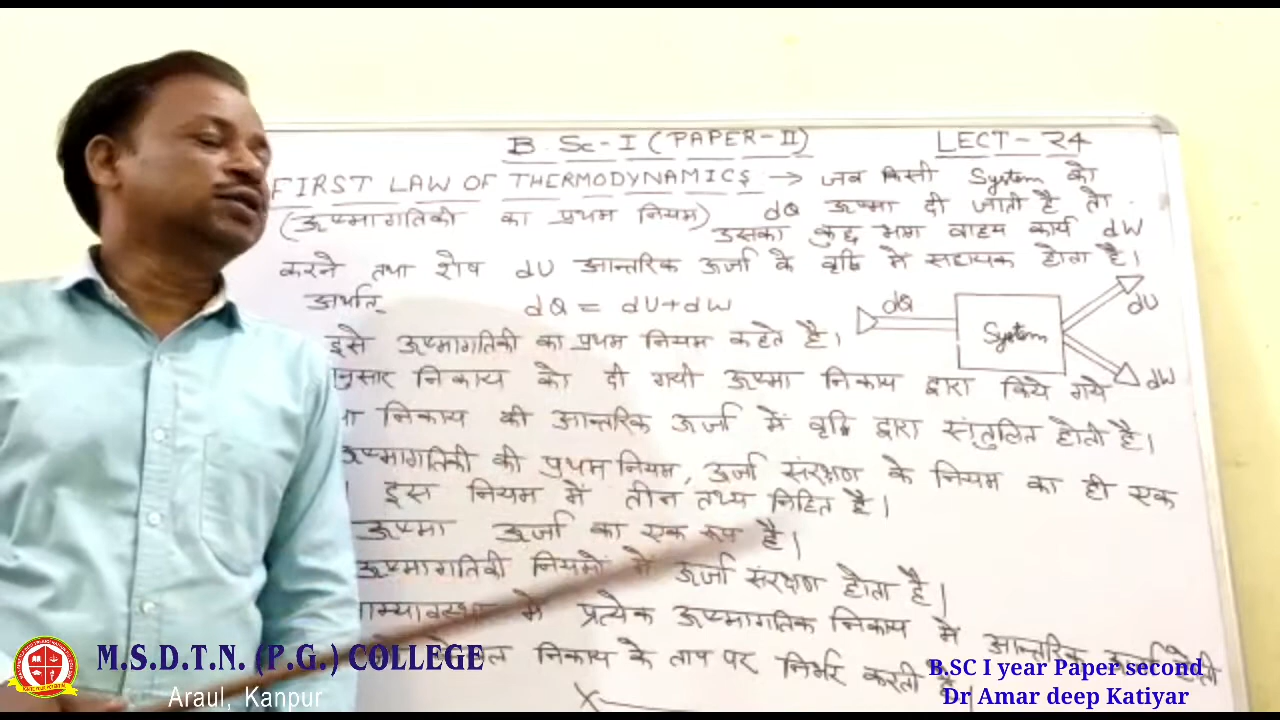 B.Sc-I (PAPER-II) LECT-24
FIRST LAW OF THERMODYNAMICS → जब किसी System को
(ऊष्मागतिकी का प्रथम नियम) dQ ऊष्मा दी जाती है तो
उसका कुछ भाग वाहय कार्य dW
करने तथा शेष dU आन्तरिक ऊर्जा के वृद्धि में सहायक होता है।
अर्थात् dQ = dU+dW
dQ System dU
dW
इसे ऊष्मागतिकी का प्रथम नियम कहते है।
नुसार निकाय को दी गयी ऊष्मा निकाय द्वारा किये गये
निकाय की आन्तरिक ऊर्जा में वृद्धि द्वारा संतुलित होती है।
ऊष्मागतिकी की प्रथम नियम, ऊर्जा संरक्षण के नियम का ही एक
इस नियम में तीन तथ्य निहित है।
ऊष्मा ऊर्जा का एक रूप है।
ऊष्मागतिकी नियमों में ऊर्जा संरक्षण होता है।
साम्यावस्था में प्रत्येक ऊष्मागतिक निकाय में आन्तरिक ऊर्जा होती
निकाय के ताप पर निर्भर करती है
M.S.D.T.N. (P.G.) COLLEGE
Araul, Kanpur
B.SC I year Paper second
Dr Amar deep Katiyar